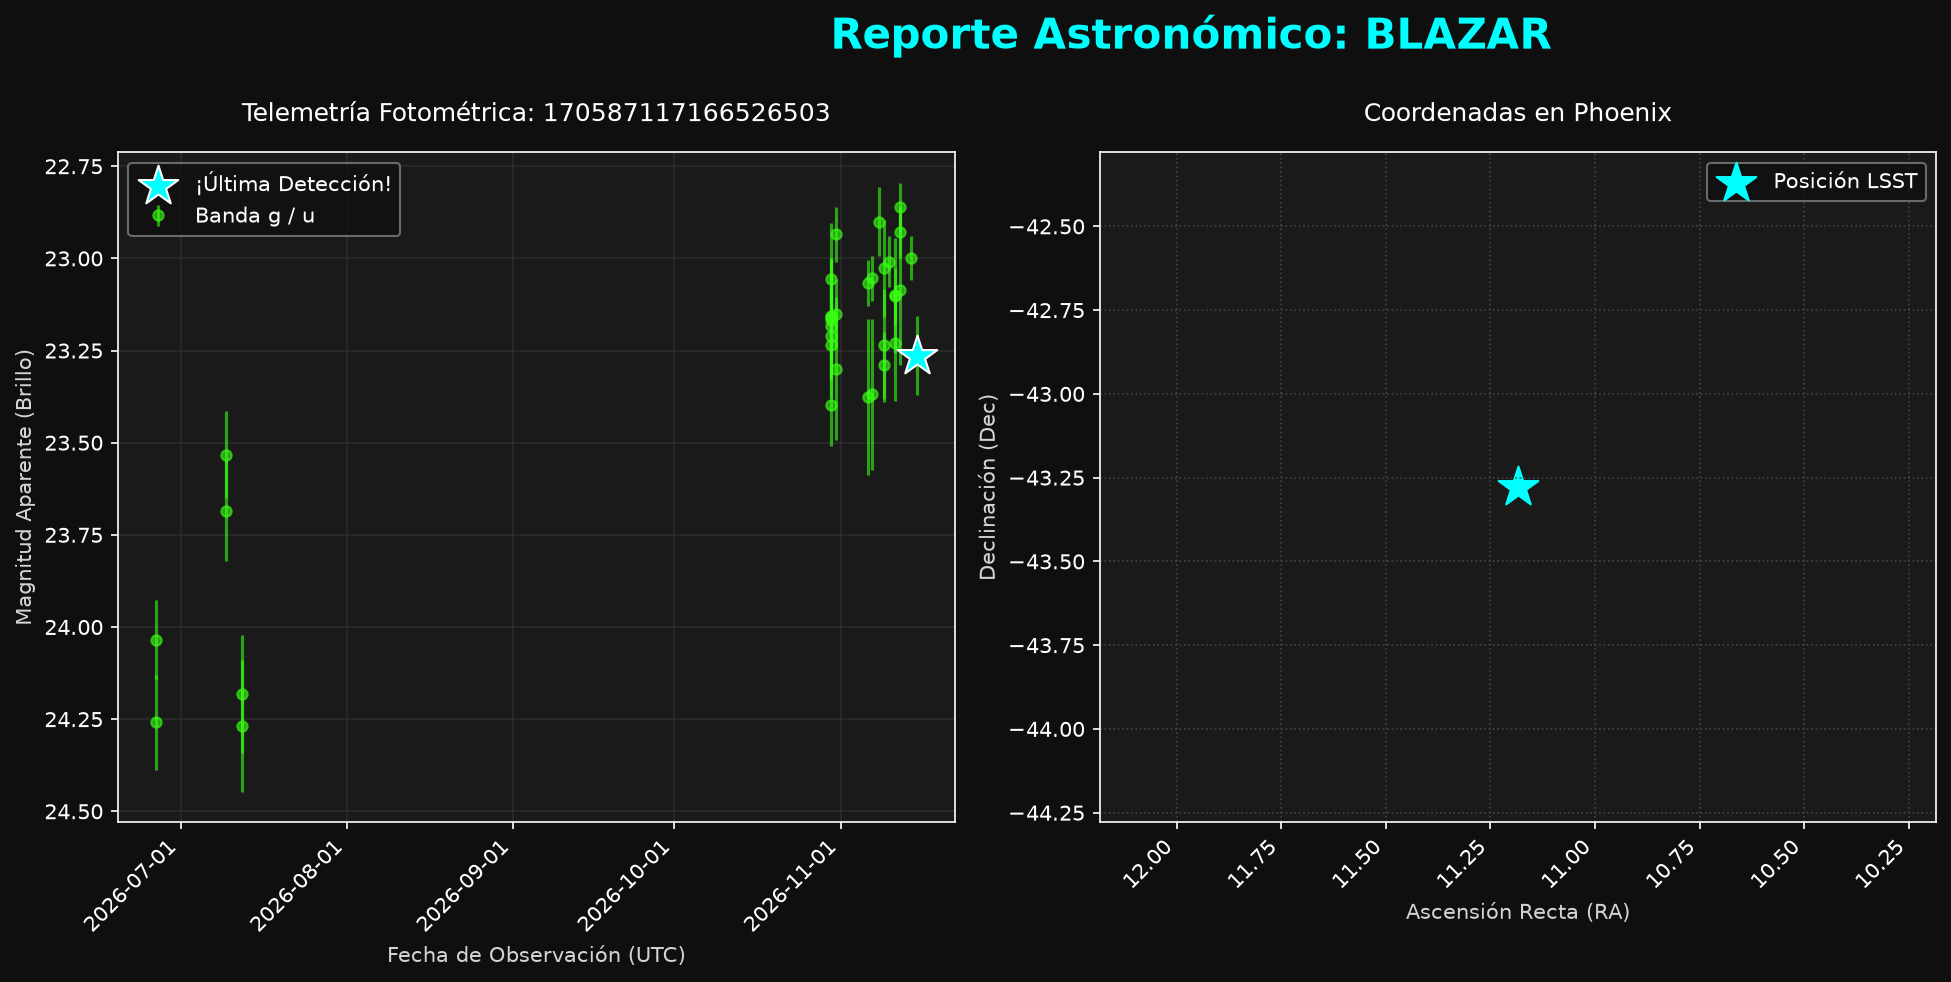 Reporte Astronómico: BLAZAR
Telemetría Fotométrica: 170587117166526503
¡Última Detección!
Banda g / u
Magnitud Aparente (Brillo)
22.75
23.00
23.25
23.50
23.75
24.00
24.25
24.50
2026-07-01
2026-08-01
2026-09-01
2026-10-01
2026-11-01
Fecha de Observación (UTC)
Coordenadas en Phoenix
Posición LSST
Declinación (Dec)
−42.50
−42.75
−43.00
−43.25
−43.50
−43.75
−44.00
−44.25
12.00
11.75
11.50
11.25
11.00
10.75
10.50
10.25
Ascensión Recta (RA)